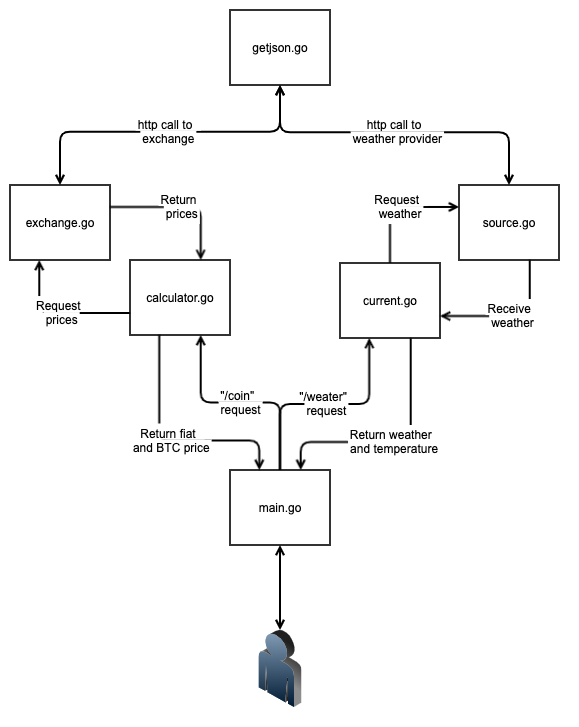 getjson.go
http call to
exchange
http call to
weather provider
exchange.go
Return
prices
Request
weather
source.go
Request
prices
calculator.go
current.go
Receive
weather
"/coin"
request
"/weater"
request
Return fiat
and BTC price
Return weather
and temperature
main.go